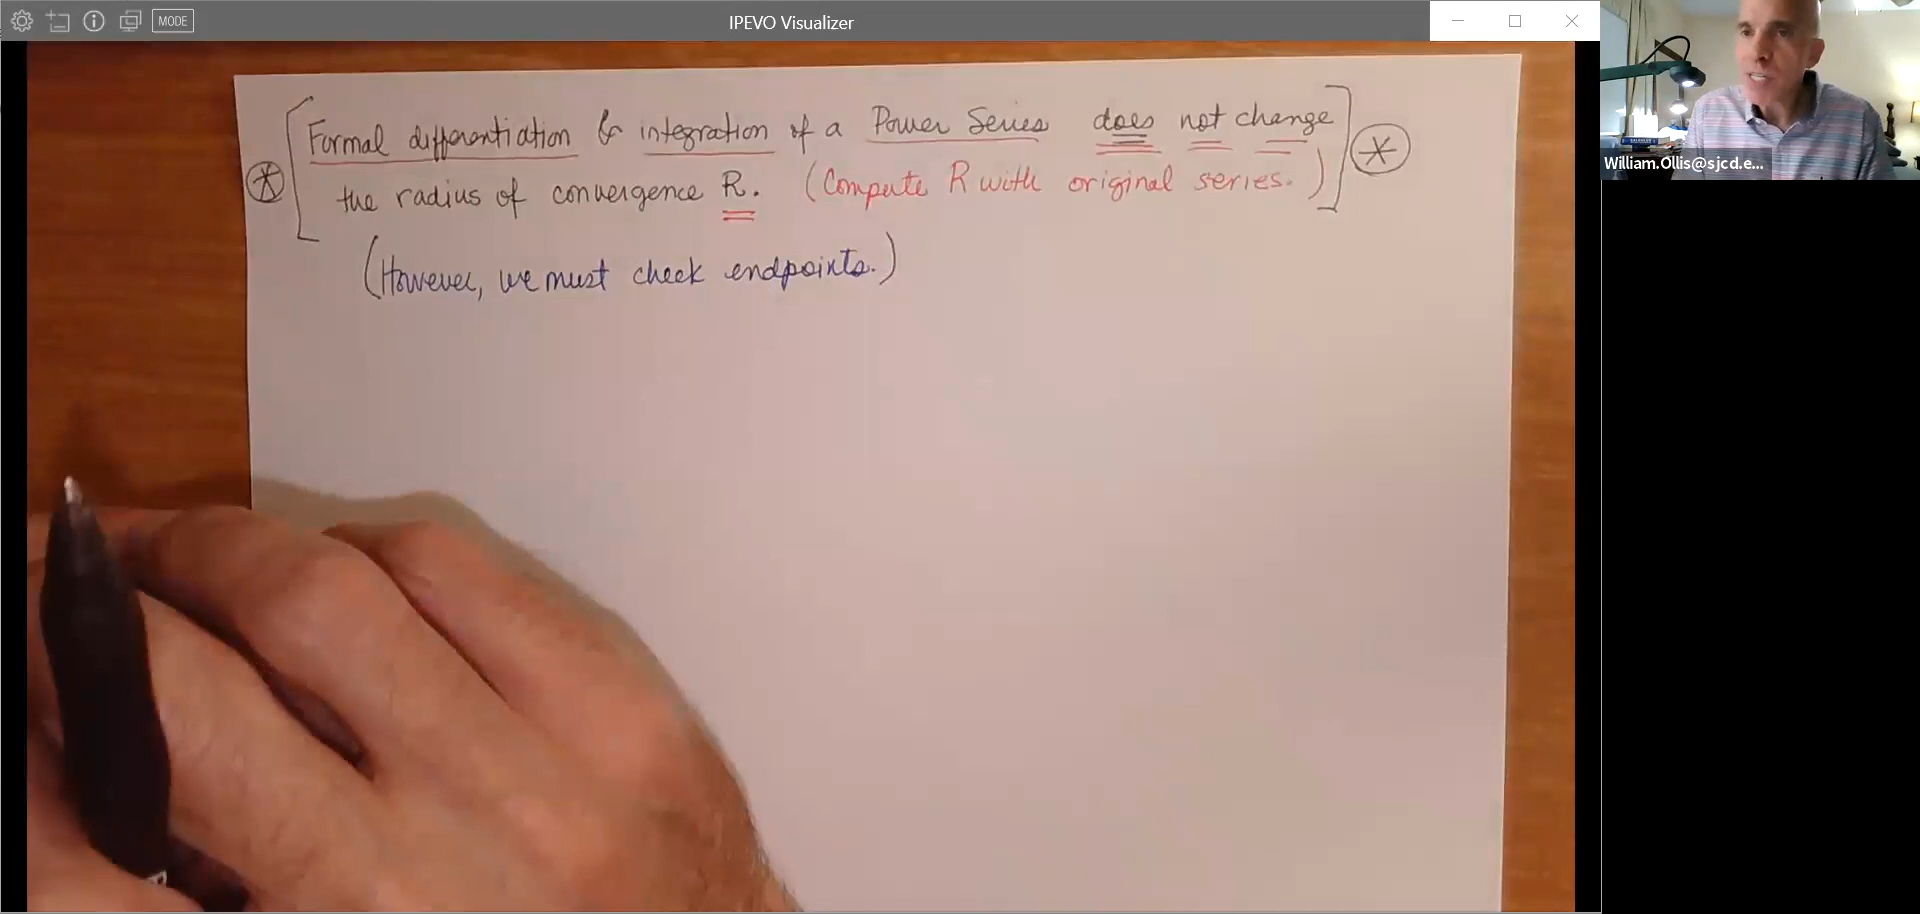 MODE
IPEVO Visualizer
Formal differentiation & integration of a Power Series does not change
the radius of convergence R. (Compute R with original series.)
(However, we must check endpoints.)
William.Ollis@sjcd.e...